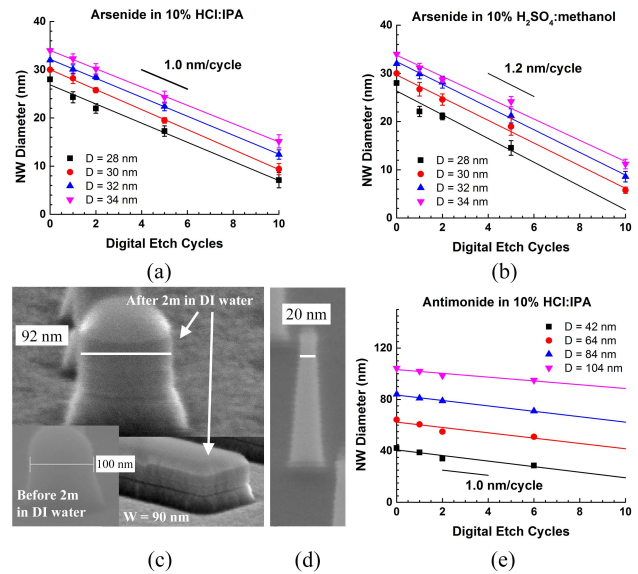 Arsenide in 10% HCl:IPA
NW Diameter (nm)
40
30
20
10
0
1.0 nm/cycle
D = 28 nm
D = 30 nm
D = 32 nm
D = 34 nm
0 2 4 6 8 10
Digital Etch Cycles
(a)
Arsenide in 10% H₂SO₄:methanol
NW Diameter (nm)
40
30
20
10
0
1.2 nm/cycle
D = 28 nm
D = 30 nm
D = 32 nm
D = 34 nm
0 2 4 6 8 10
Digital Etch Cycles
(b)
After 2m
in DI water
92 nm
100 nm
Before 2m
in DI water
W = 90 nm
(c)
20 nm
(d)
Antimonide in 10% HCl:IPA
NW Diameter (nm)
120
80
40
0
D = 42 nm
D = 64 nm
D = 84 nm
D = 104 nm
1.0 nm/cycle
0 2 4 6 8 10
Digital Etch Cycles
(e)